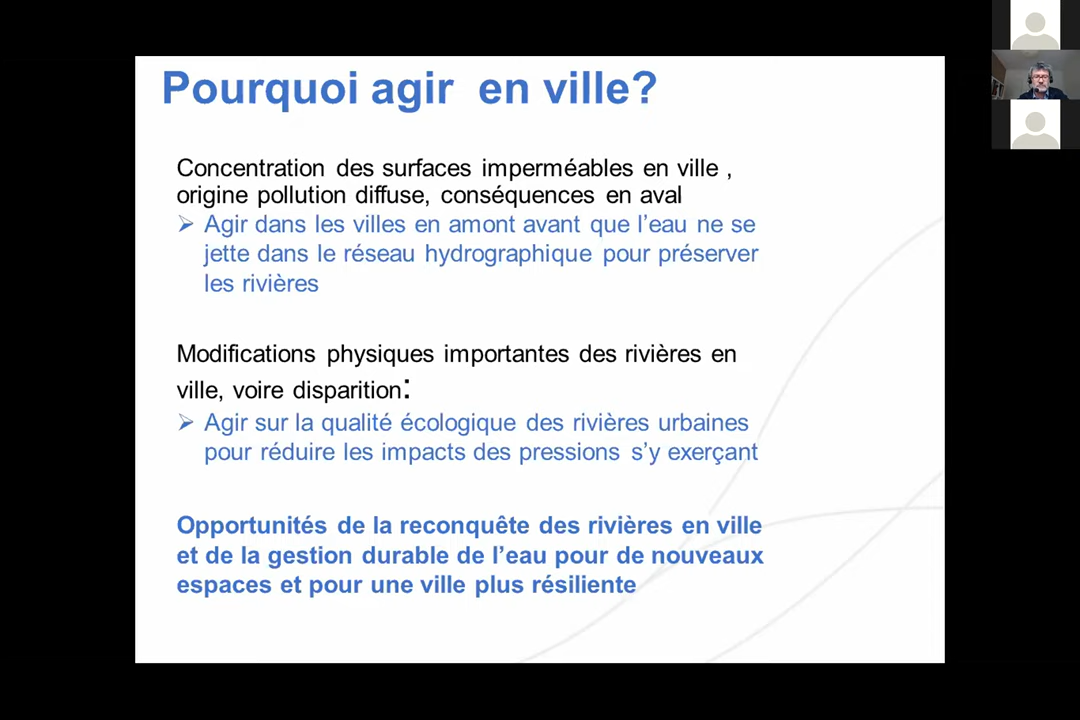 Pourquoi agir en ville?
Concentration des surfaces imperméables en ville ,
origine pollution diffuse, conséquences en aval
➢ Agir dans les villes en amont avant que l’eau ne se
jette dans le réseau hydrographique pour préserver
les rivières
Modifications physiques importantes des rivières en
ville, voire disparition:
➢ Agir sur la qualité écologique des rivières urbaines
pour réduire les impacts des pressions s’y exerçant
Opportunités de la reconquête des rivières en ville
et de la gestion durable de l’eau pour de nouveaux
espaces et pour une ville plus résiliente